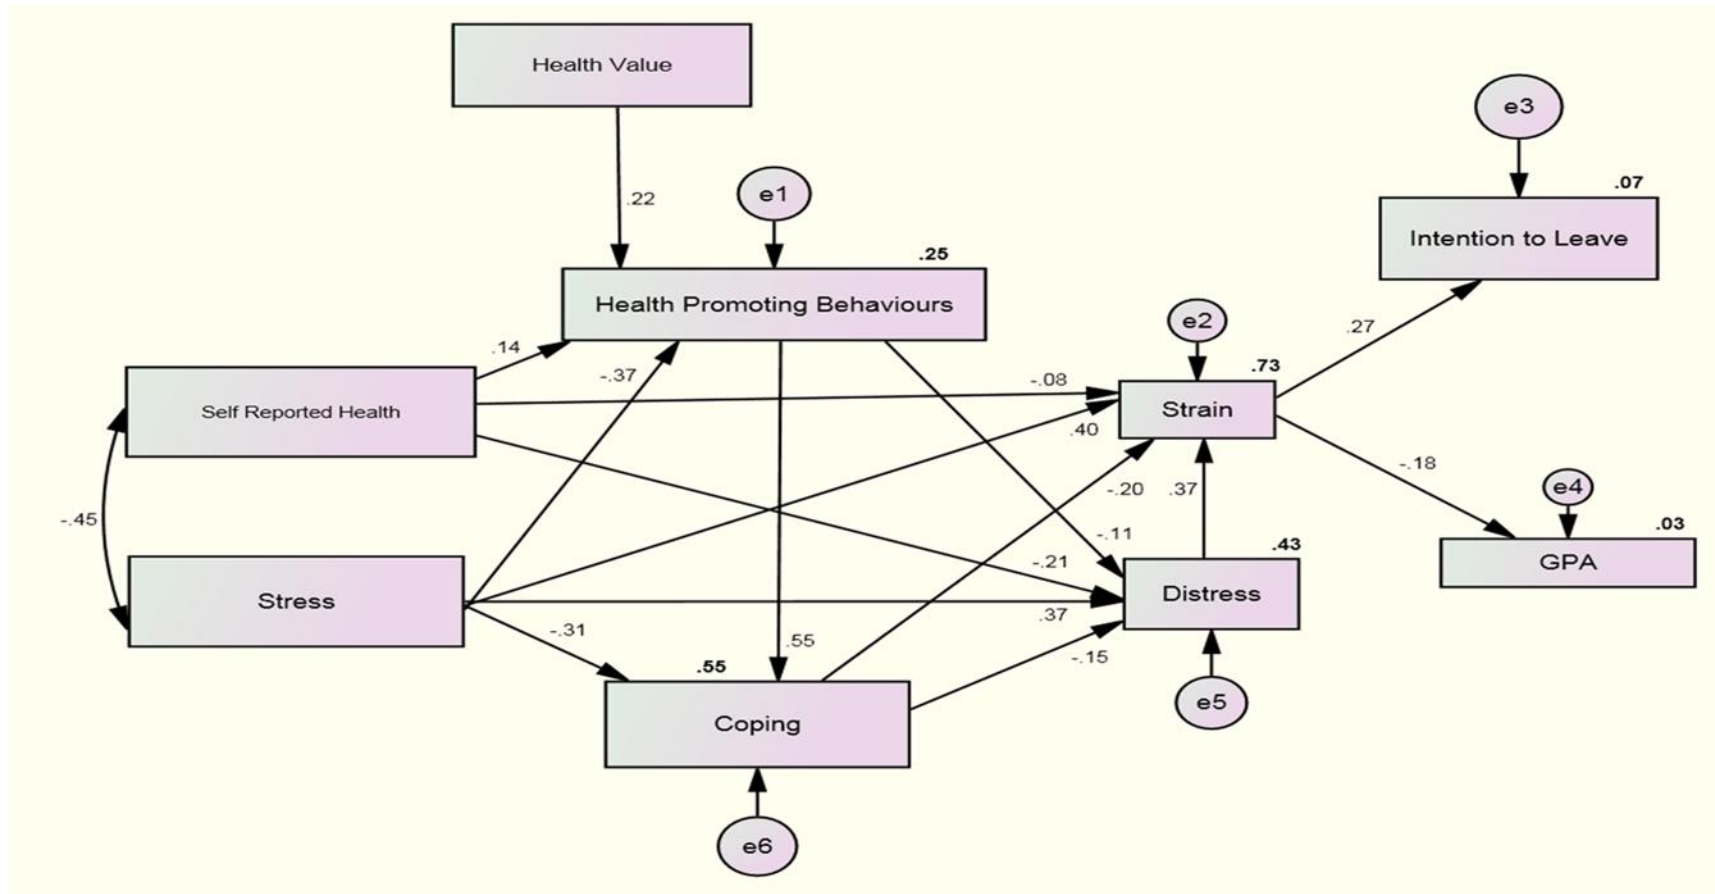 Health Value
e3
.07
e1
.22
Intention to Leave
.25
Health Promoting Behaviours
e2
.27
.14
-.37
.73
-.08
Self Reported Health
Strain
.40
-.18
-.20
.37
e4
-.45
.03
-.11
.43
-.21
GPA
Stress
Distress
.37
-.31
.55
-.15
.55
e5
Coping
e6